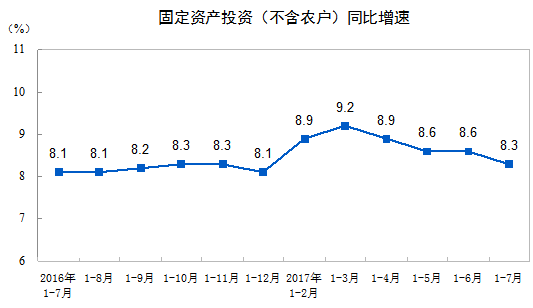 固定资产投资（不含农户）同比增速
（%）
11
10
9
8
7
6
8.1
8.1
8.2
8.3
8.3
8.1
8.9
9.2
8.9
8.6
8.6
8.3
2016年
1-7月
1-8月
1-9月
1-10月
1-11月
1-12月
2017年
1-2月
1-3月
1-4月
1-5月
1-6月
1-7月